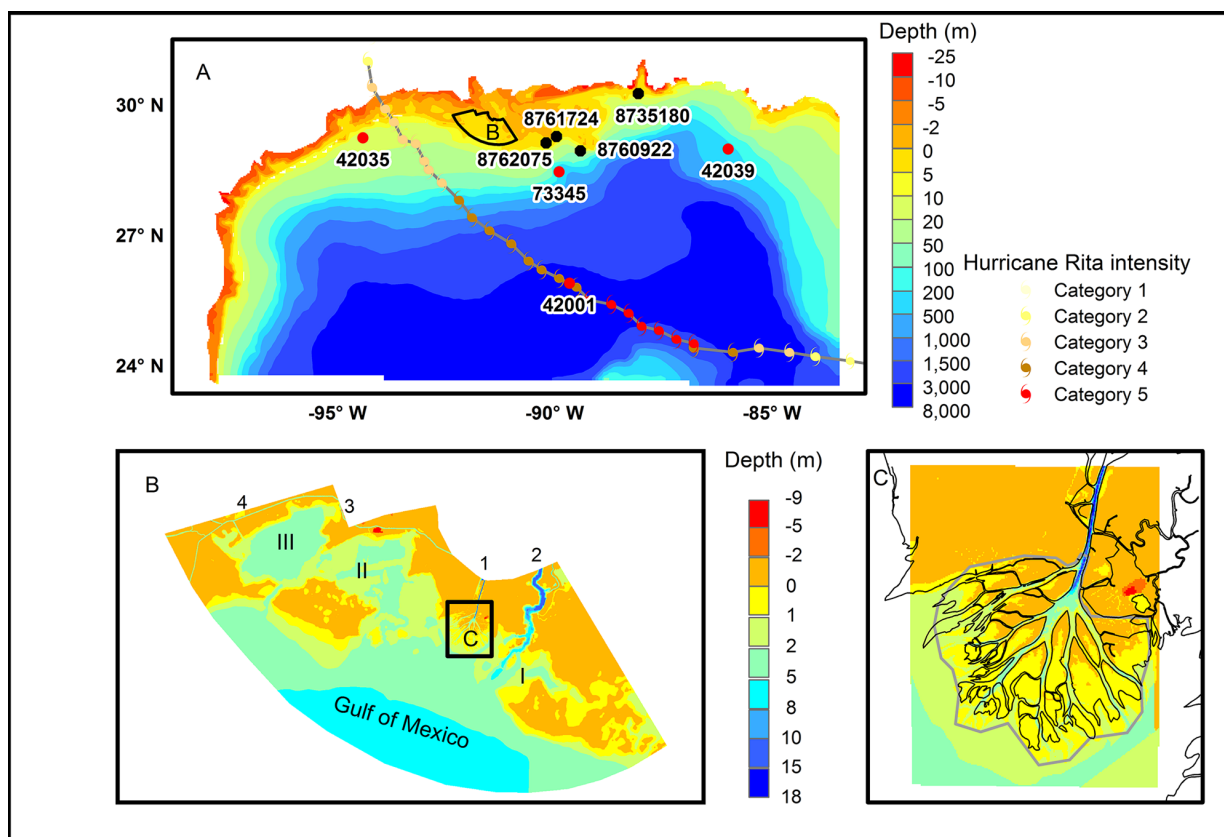 A
Depth (m)
-25
-10
-5
-2
0
5
10
20
50
100
200
500
1,000
1,500
3,000
8,000
30° N
27° N
24° N
8761724
8735180
B
42035
8762075
8760922
73345
42039
42001
-95° W
-90° W
-85° W
Hurricane Rita intensity
Category 1
Category 2
Category 3
Category 4
Category 5
B
4
3
III
II
1
2
C
I
Gulf of Mexico
Depth (m)
-9
-5
-2
0
1
2
5
8
10
15
18
C